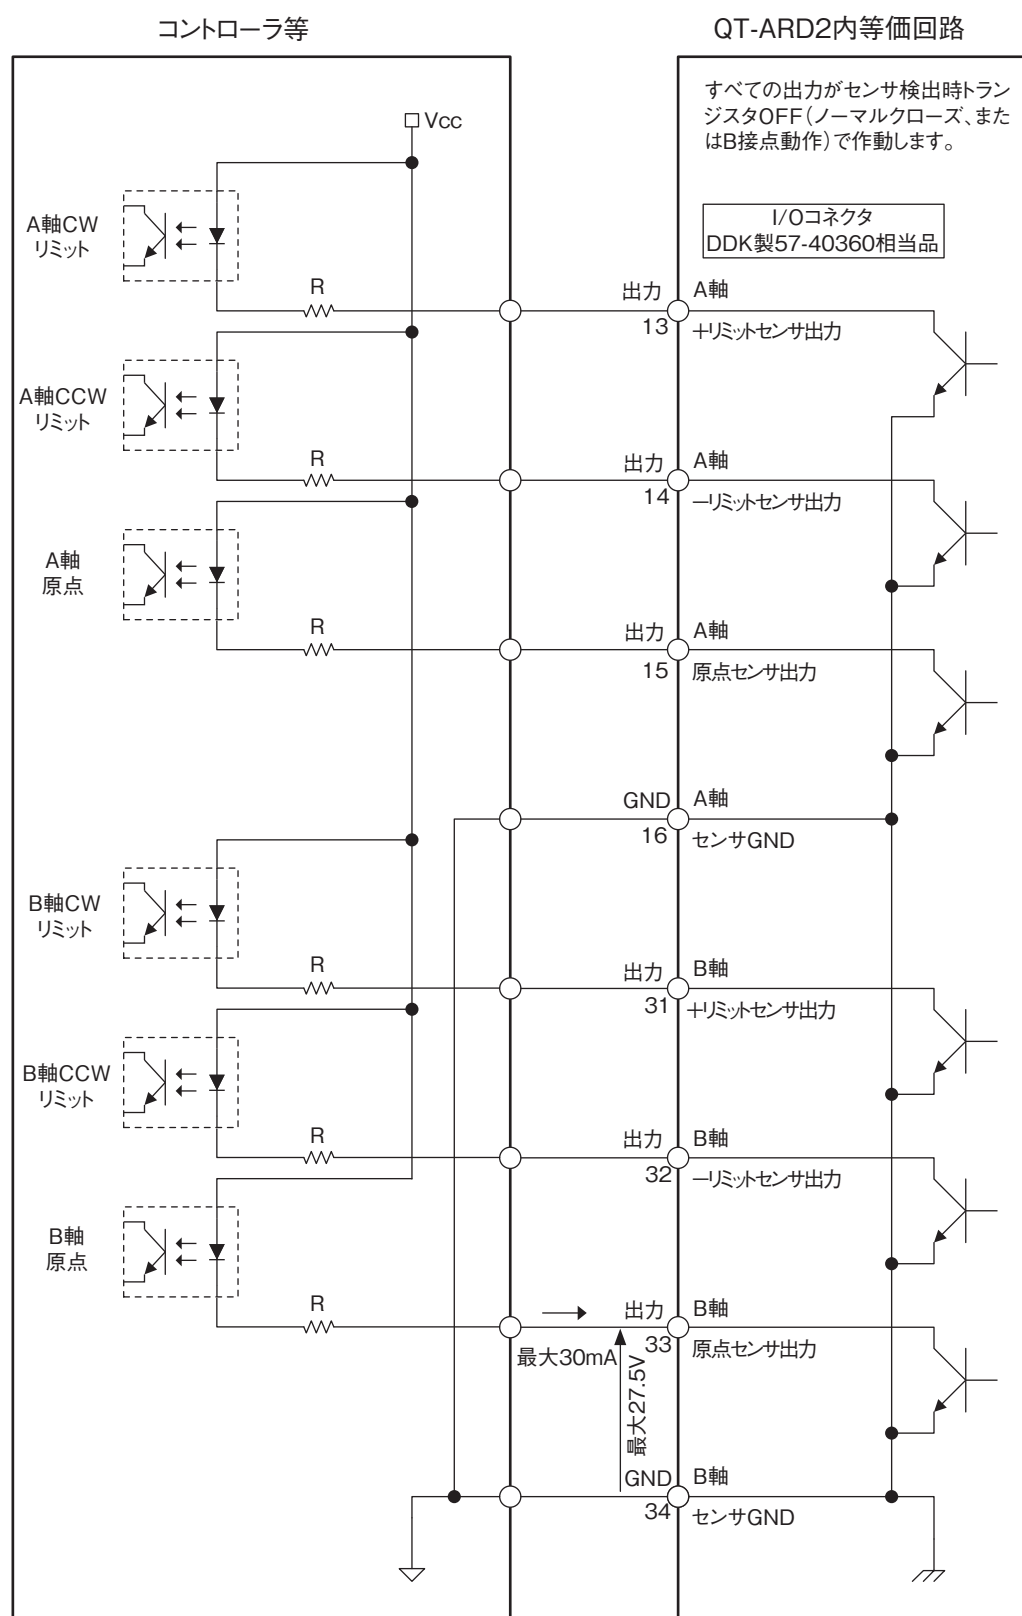 コントローラ等
QT-ARD2内等価回路
すべての出力がセンサ検出時トラン
ジスタOFF(ノーマルクローズ、また
はB接点動作)で作動します。
Vcc
I/Oコネクタ
DDK製57-40360相当品
A軸CW
リミット
R
出力
13
A軸
+リミットセンサ出力
A軸CCW
リミット
R
出力
14
A軸
−リミットセンサ出力
A軸
原点
R
出力
15
A軸
原点センサ出力
GND
16
A軸
センサGND
B軸CW
リミット
R
出力
31
B軸
+リミットセンサ出力
B軸CCW
リミット
R
出力
32
B軸
−リミットセンサ出力
B軸
原点
R
出力
33
B軸
原点センサ出力
最大30mA
最大27.5V
GND
34
B軸
センサGND